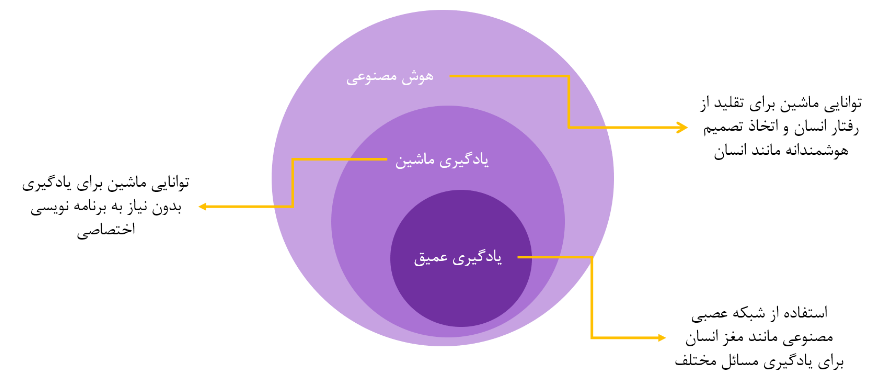 هوش مصنوعی
توانایی ماشین برای تقلید از
رفتار انسان و اتخاذ تصمیم
هوشمندانه مانند انسان
یادگیری ماشین
توانایی ماشین برای یادگیری
بدون نیاز به برنامه نویسی
اختصاصی
یادگیری عمیق
استفاده از شبکه عصبی
مصنوعی مانند مغز انسان
برای یادگیری مسائل مختلف